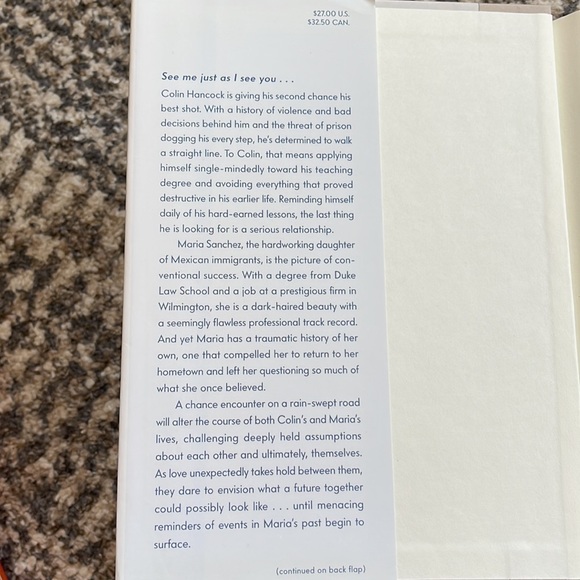 $27.00 U.S.
$32.50 CAN.
See me just as I see you . . .
Colin Hancock is giving his second chance his
best shot. With a history of violence and bad
decisions behind him and the threat of prison
dogging his every step, he's determined to walk
a straight line. To Colin, that means applying
himself single-mindedly toward his teaching
degree and avoiding everything that proved
destructive in his earlier life. Reminding himself
daily of his hard-earned lessons, the last thing
he is looking for is a serious relationship.
Maria Sanchez, the hardworking daughter
of Mexican immigrants, is the picture of con-
ventional success. With a degree from Duke
Law School and a job at a prestigious firm in
Wilmington, she is a dark-haired beauty with
a seemingly flawless professional track record.
And yet Maria has a traumatic history of her
own, one that compelled her to return to her
hometown and left her questioning so much of
what she once believed.
A chance encounter on a rain-swept road
will alter the course of both Colin's and Maria's
lives, challenging deeply held assumptions
about each other and ultimately, themselves.
As love unexpectedly takes hold between them,
they dare to envision what a future together
could possibly look like . . . until menacing
reminders of events in Maria's past begin to
surface.
(continued on back flap)